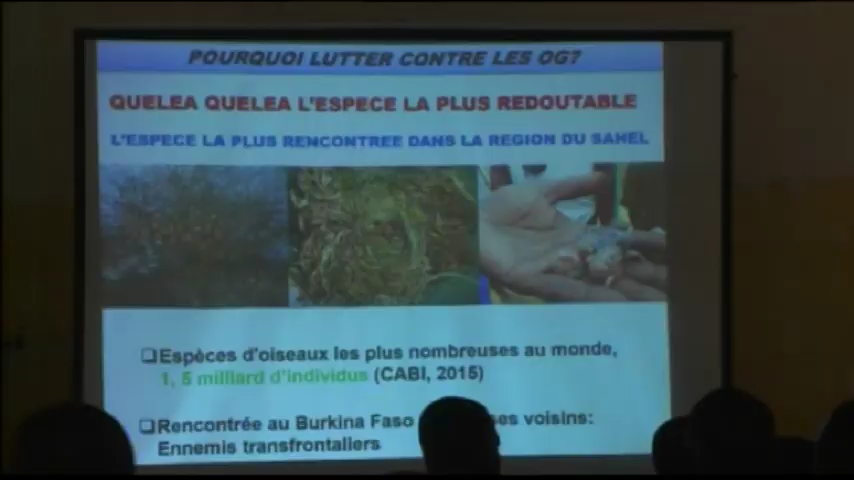 POURQUOI LUTTER CONTRE LES OG?
QUELEA QUELEA L'ESPECE LA PLUS REDOUTABLE
L'ESPECE LA PLUS RENCONTREE DANS LA REGION DU SAHEL
❑Espèces d'oiseaux les plus nombreuses au monde,
1, 5 milliard d'individus (CABI, 2015)
❑Rencontrée au Burkina Faso ses voisins:
Ennemis transfrontaliers